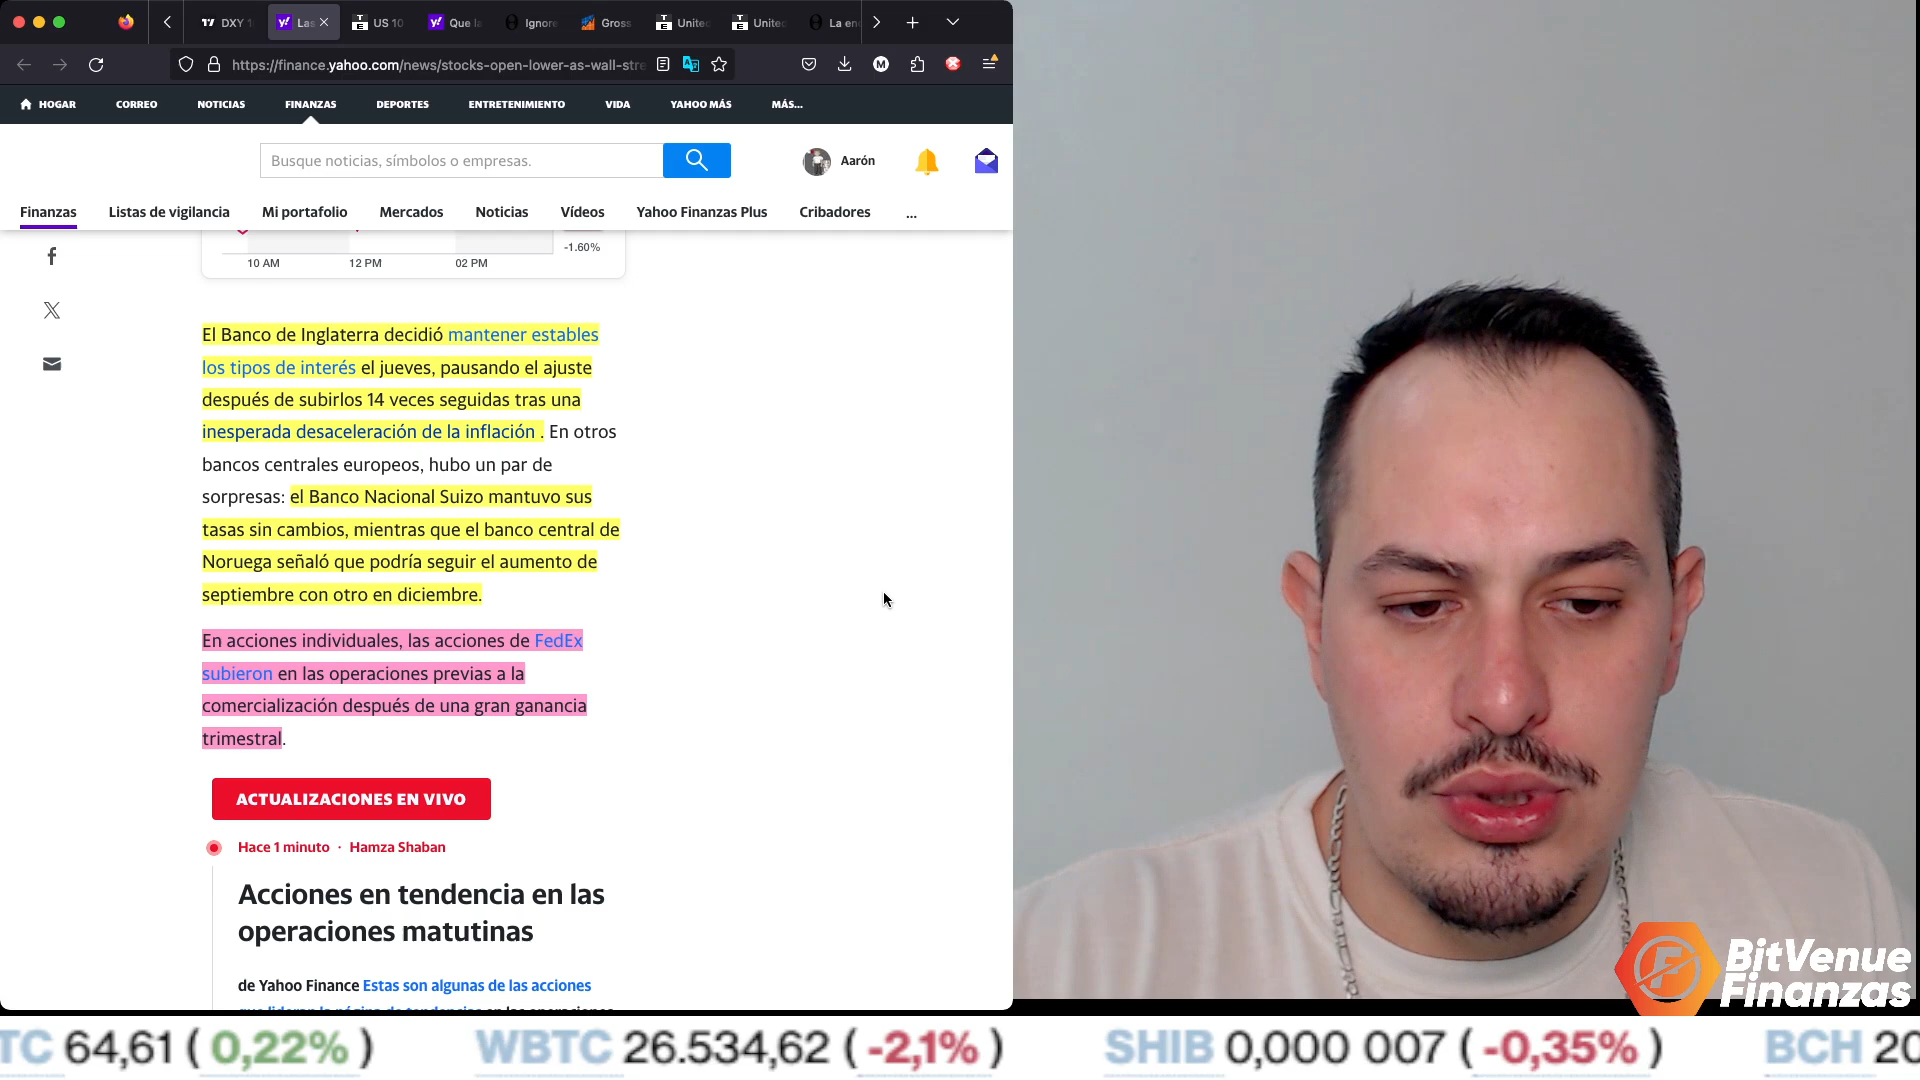 DXY
Las
US 10
Que la
Ignore
Gross
United
United
La en
https://finance.yahoo.com/news/stocks-open-lower-as-wall-stre
HOGAR CORREO NOTICIAS FINANZAS DEPORTES ENTRETENIMIENTO VIDA YAHOO MÁS MÁS...
Busque noticias, símbolos o empresas.
Aarón
Finanzas Listas de vigilancia Mi portafolio Mercados Noticias Vídeos Yahoo Finanzas Plus Cribadores ...
-1.60%
10 AM 12 PM 02 PM
El Banco de Inglaterra decidió mantener estables
los tipos de interés el jueves, pausando el ajuste
después de subirlos 14 veces seguidas tras una
inesperada desaceleración de la inflación . En otros
bancos centrales europeos, hubo un par de
sorpresas: el Banco Nacional Suizo mantuvo sus
tasas sin cambios, mientras que el banco central de
Noruega señaló que podría seguir el aumento de
septiembre con otro en diciembre.
En acciones individuales, las acciones de FedEx
subieron en las operaciones previas a la
comercialización después de una gran ganancia
trimestral.
ACTUALIZACIONES EN VIVO
Hace 1 minuto · Hamza Shaban
Acciones en tendencia en las
operaciones matutinas
de Yahoo Finance Estas son algunas de las acciones
BitVenue
Finanzas
TC 64,61 ( 0,22% ) WBTC 26.534,62 ( -2,1% ) SHIB 0,000 007 ( -0,35% ) BCH 20